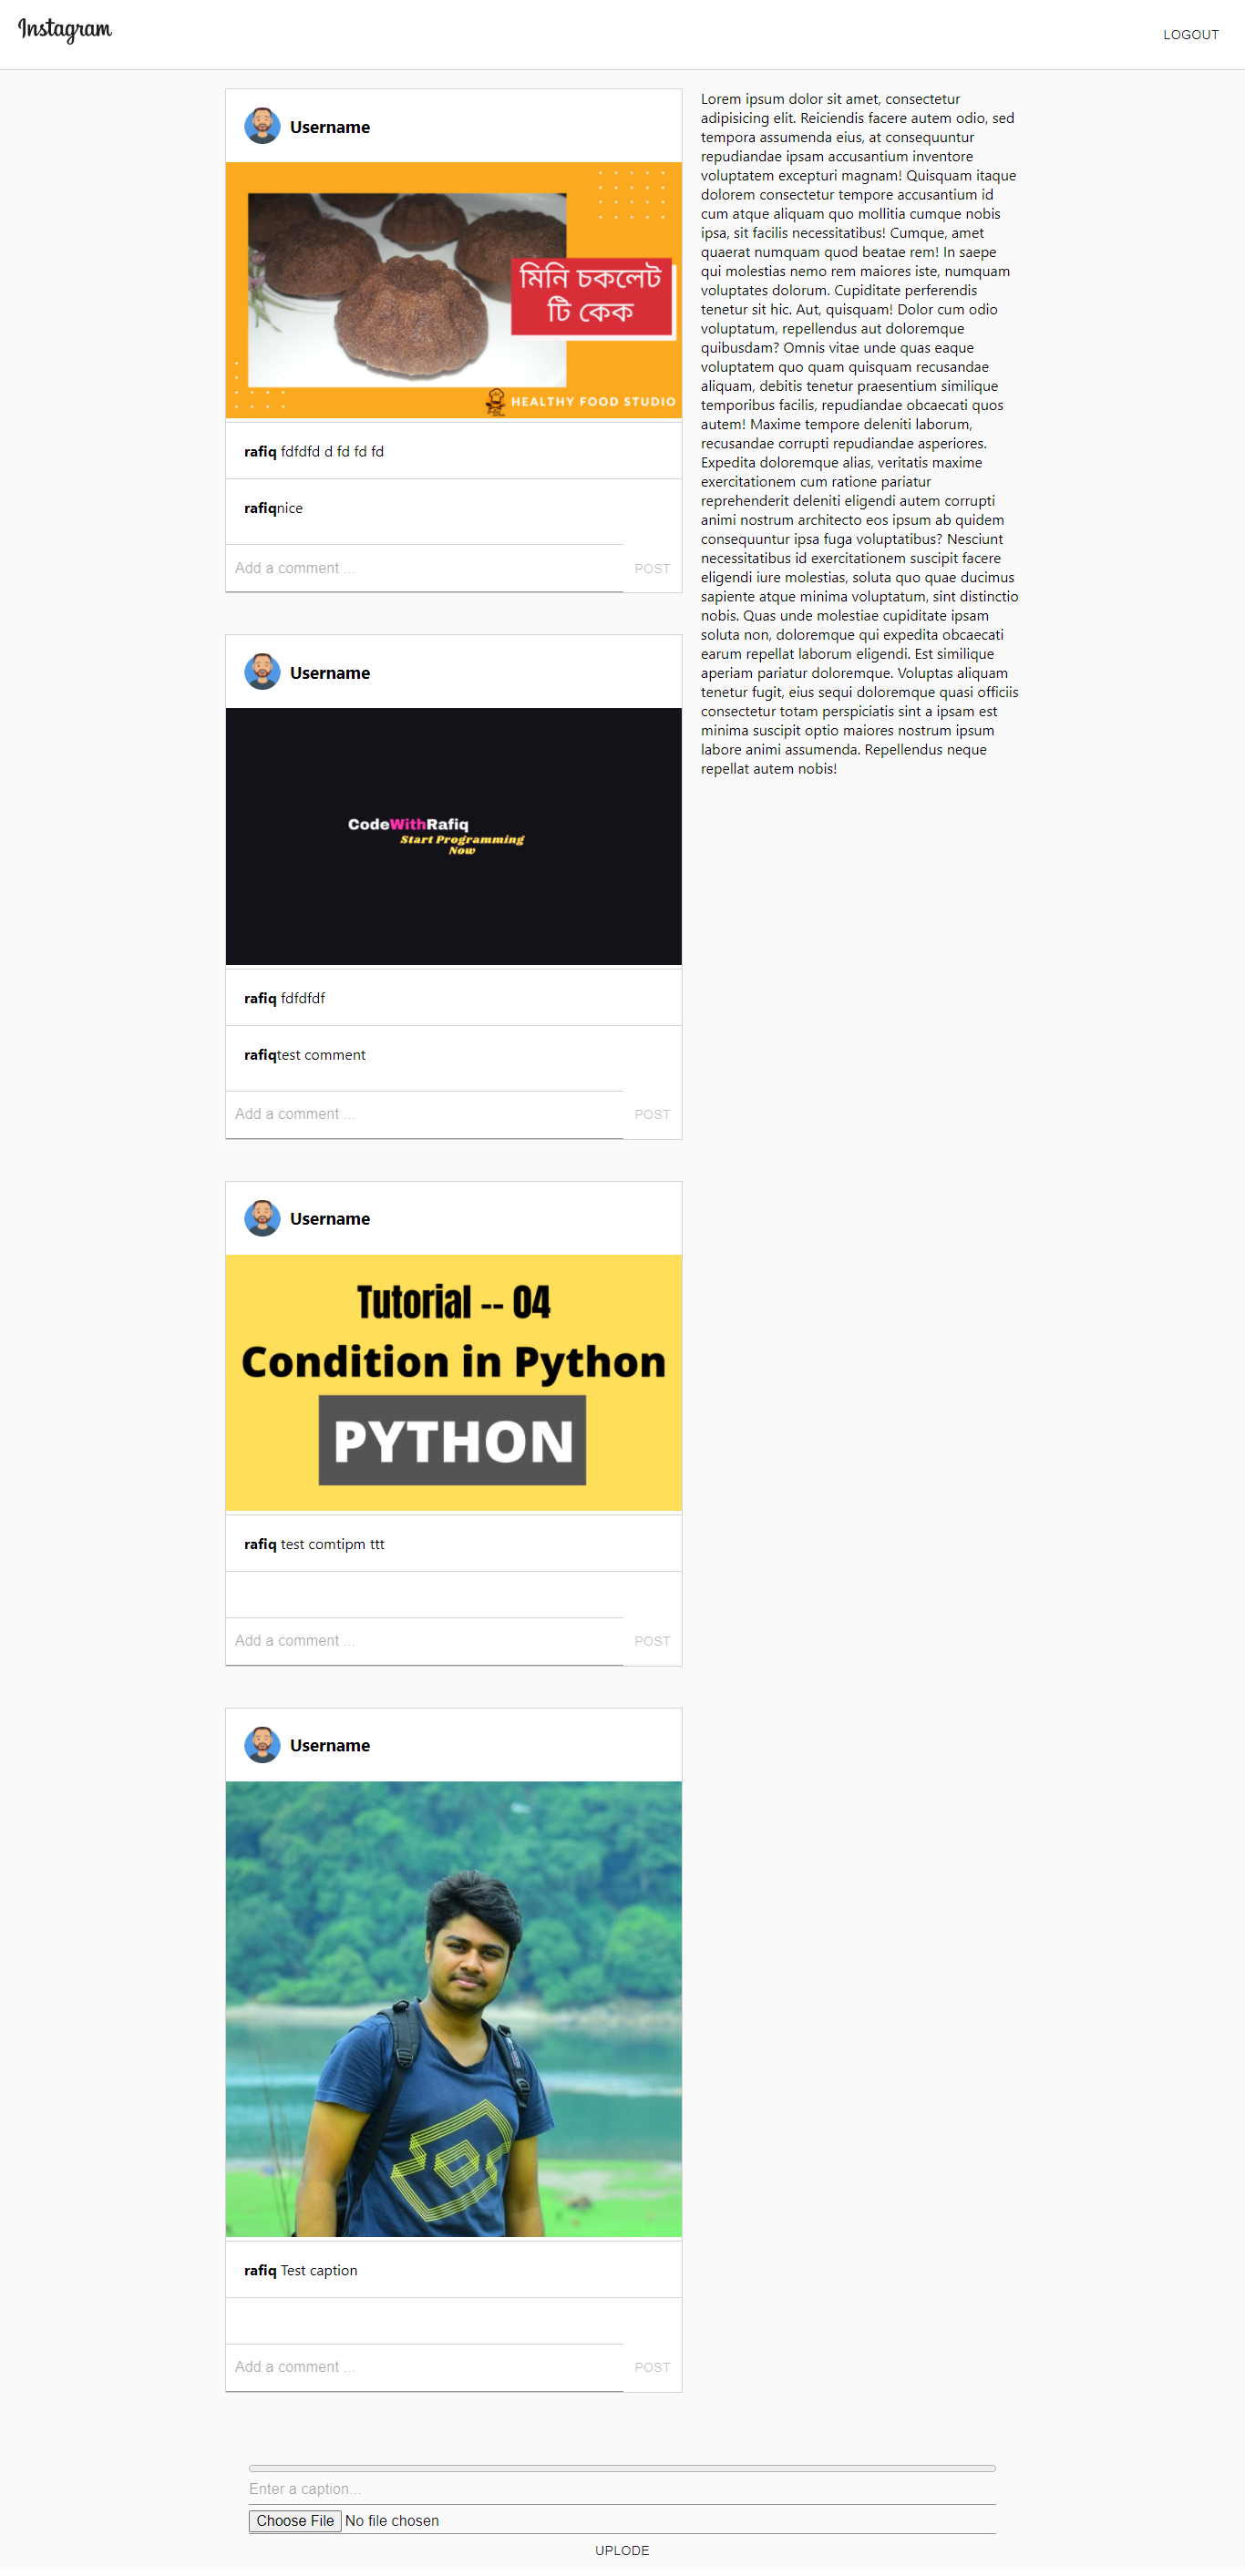 Instagram
LOGOUT
Username
মিনি চকলেট
টি কেক
HEALTHY FOOD STUDIO
rafiq fdfdfd d fd fd fd
rafiqnice
Add a comment ...
POST
Username
CodeWithRafiq
Start Programming
Now
rafiq fdfdfdf
rafiqtest comment
Add a comment ...
POST
Username
Tutorial -- 04
Condition in Python
PYTHON
rafiq test comtipm ttt
Add a comment ...
POST
Username
rafiq Test caption
Add a comment ...
POST
Lorem ipsum dolor sit amet, consectetur
adipisicing elit. Reiciendis facere autem odio, sed
tempora assumenda eius, at consequuntur
repudiandae ipsam accusantium inventore
voluptatem excepturi magnam! Quisquam itaque
dolorem consectetur tempore accusantium id
cum atque aliquam quo mollitia cumque nobis
ipsa, sit facilis necessitatibus! Cumque, amet
quaerat numquam quod beatae rem! In saepe
qui molestias nemo rem maiores iste, numquam
voluptates dolorum. Cupiditate perferendis
tenetur sit hic. Aut, quisquam! Dolor cum odio
voluptatum, repellendus aut doloremque
quibusdam? Omnis vitae unde quas eaque
voluptatem quo quam quisquam recusandae
aliquam, debitis tenetur praesentium similique
temporibus facilis, repudiandae obcaecati quos
autem! Maxime tempore deleniti laborum,
recusandae corrupti repudiandae asperiores.
Expedita doloremque alias, veritatis maxime
exercitationem cum ratione pariatur
reprehenderit deleniti eligendi autem corrupti
animi nostrum architecto eos ipsum ab quidem
consequuntur ipsa fuga voluptatibus? Nesciunt
necessitatibus id exercitationem suscipit facere
eligendi iure molestias, soluta quo quae ducimus
sapiente atque minima voluptatum, sint distinctio
nobis. Quas unde molestiae cupiditate ipsam
soluta non, doloremque qui expedita obcaecati
earum repellat laborum eligendi. Est similique
aperiam pariatur doloremque. Voluptas aliquam
tenetur fugit, eius sequi doloremque quasi officiis
consectetur totam perspiciatis sint a ipsam est
minima suscipit optio maiores nostrum ipsum
labore animi assumenda. Repellendus neque
repellat autem nobis!
Enter a caption...
Choose File No file chosen
UPLODE